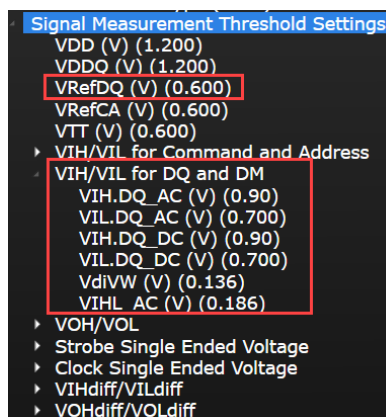 Signal Measurement Threshold Settings
VDD (V) (1.200)
VDDQ (V) (1.200)
VRefDQ (V) (0.600)
VRefCA (V) (0.600)
VTT (V) (0.600)
VIH/VIL for Command and Address
VIH/VIL for DQ and DM
VIH.DQ_AC (V) (0.90)
VIL.DQ_AC (V) (0.700)
VIH.DQ_DC (V) (0.90)
VIL.DQ_DC (V) (0.700)
VdiVW (V) (0.136)
VIHL_AC (V) (0.186)
VOH/VOL
Strobe Single Ended Voltage
Clock Single Ended Voltage
VIHdiff/VILdiff
VOHdiff/VOLdiff